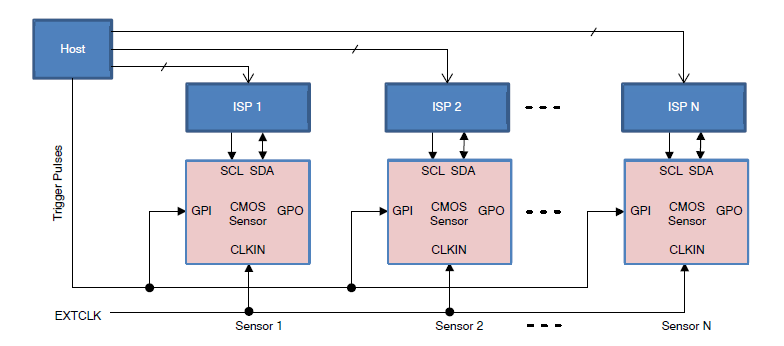 Host
ISP 1
ISP 2
ISP N
SCL SDA
SCL SDA
SCL SDA
Trigger Pulses
GPI
CMOS
Sensor
GPO
GPI
CMOS
Sensor
GPO
GPI
CMOS
Sensor
GPO
CLKIN
CLKIN
CLKIN
EXTCLK
Sensor 1
Sensor 2
Sensor N